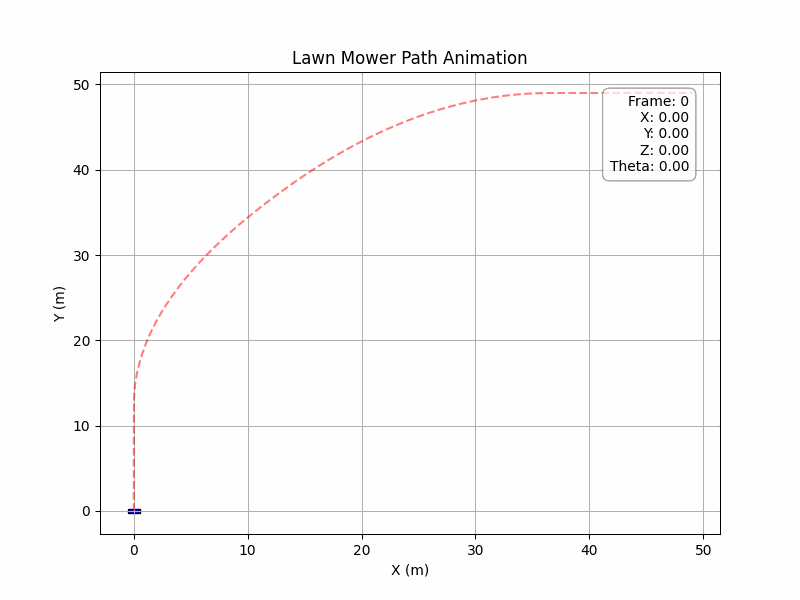 Lawn Mower Path Animation
50
40
30
20
10
0
Y (m)
Frame: 0
X: 0.00
Y: 0.00
Z: 0.00
Theta: 0.00
0 10 20 30 40 50
X (m)